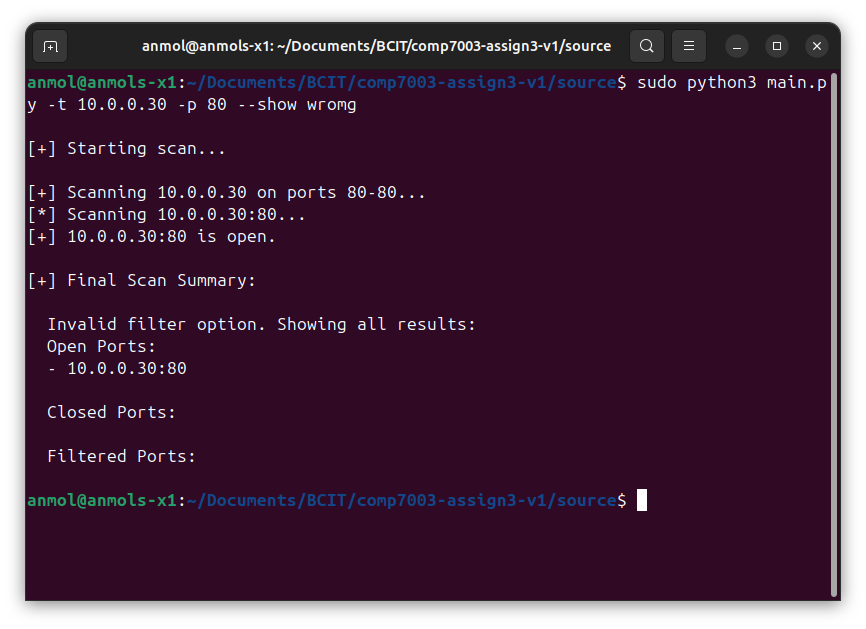 anmol@anmols-x1: ~/Documents/BCIT/comp7003-assign3-v1/source
anmol@anmols-x1:~/Documents/BCIT/comp7003-assign3-v1/source$ sudo python3 main.p
y -t 10.0.0.30 -p 80 --show wromg
[+] Starting scan...
[+] Scanning 10.0.0.30 on ports 80-80...
[*] Scanning 10.0.0.30:80...
[+] 10.0.0.30:80 is open.
[+] Final Scan Summary:
Invalid filter option. Showing all results:
Open Ports:
- 10.0.0.30:80
Closed Ports:
Filtered Ports:
anmol@anmols-x1:~/Documents/BCIT/comp7003-assign3-v1/source$